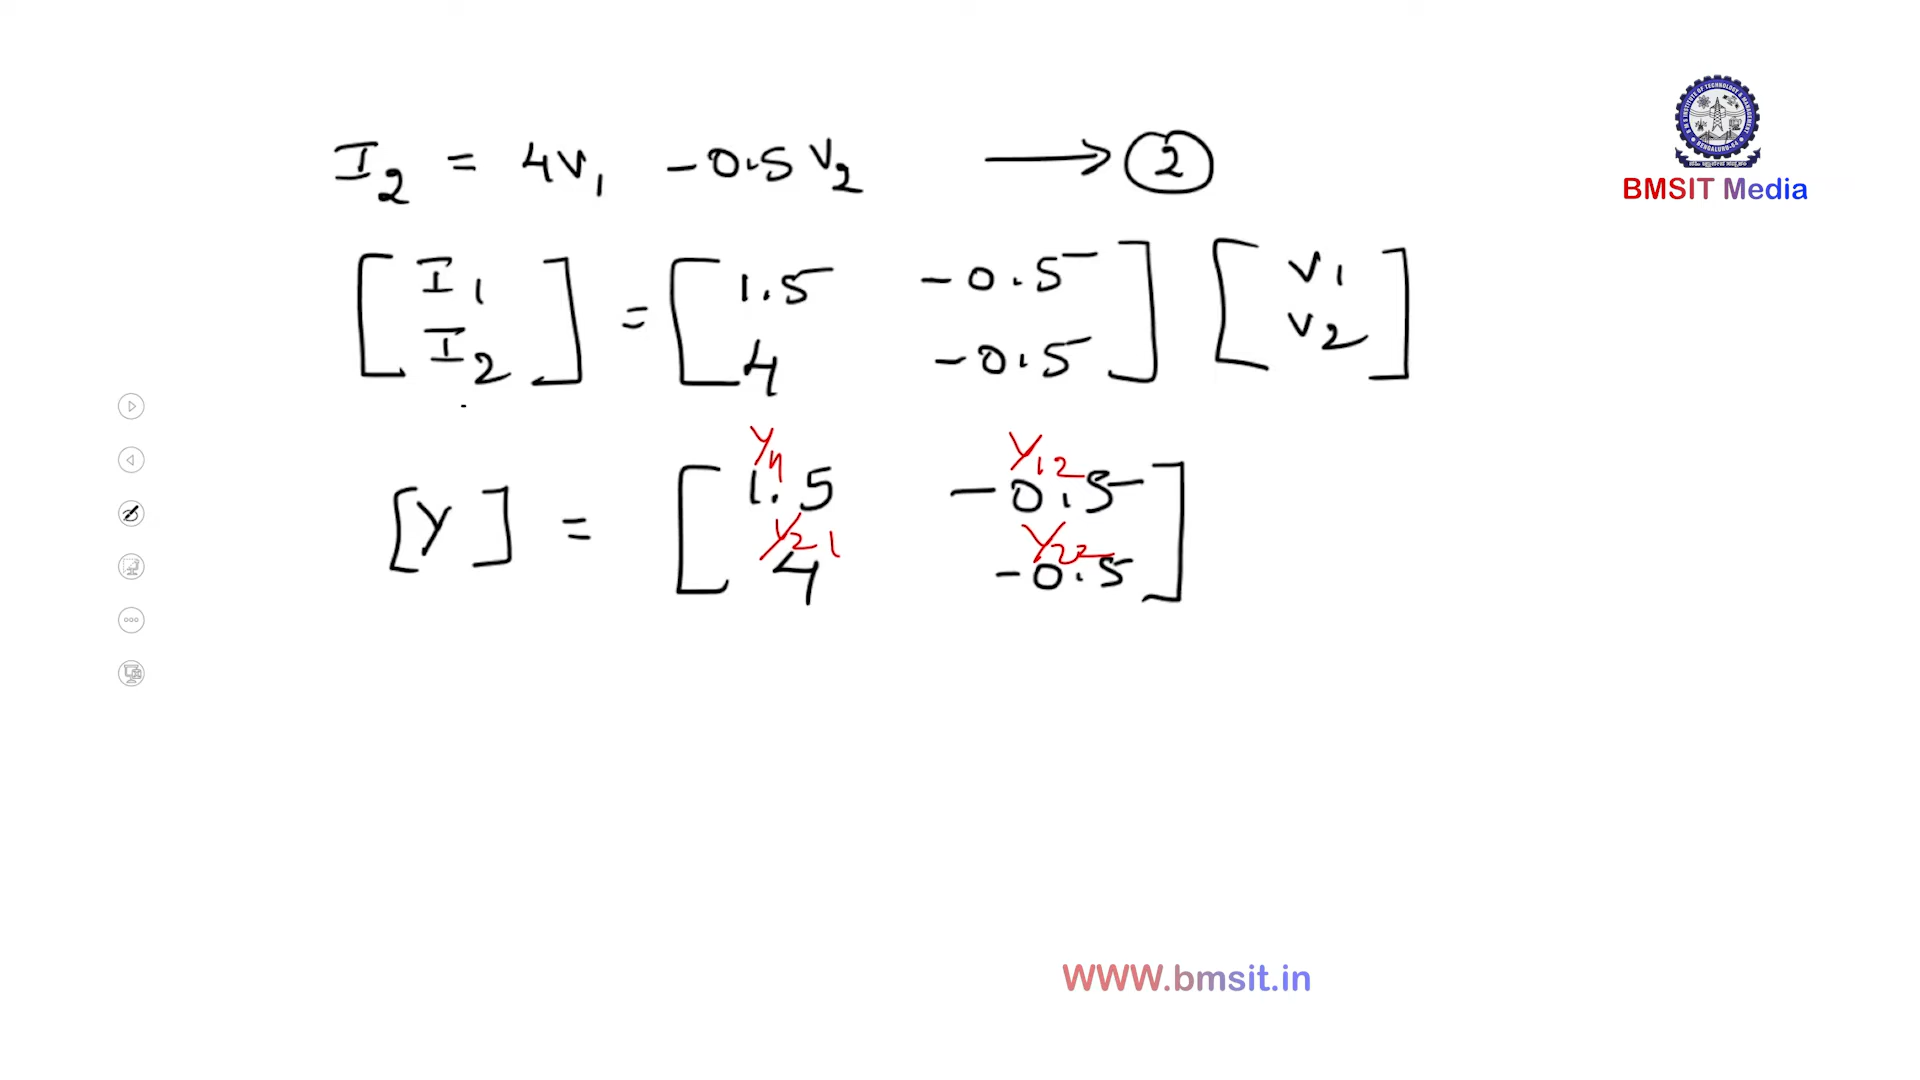 I2 = 4V1 -0.5V2 → 2
BMSIT Media
[I1 I2] = [1.5 -0.5 4 -0.5] [V1 V2]
[Y] = [1.5 -0.5 4 -0.5]
Y11 Y12
Y21 Y22
WWW.bmsit.in